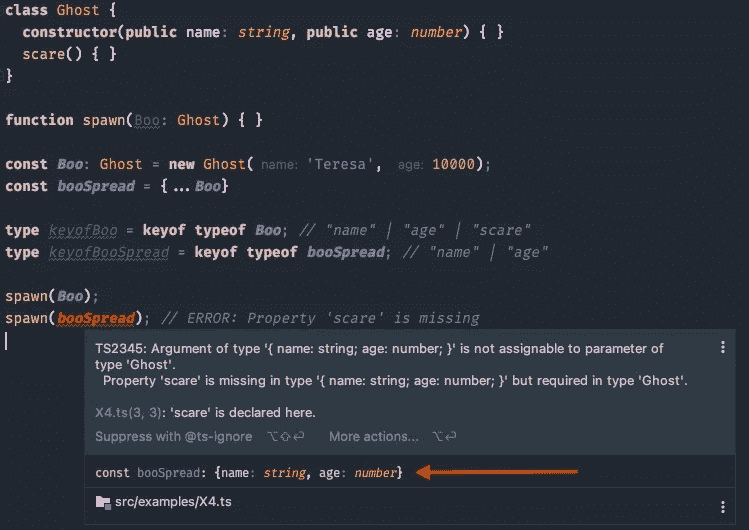 class Ghost {
constructor(public name: string, public age: number) { }
scare() { }
}
function spawn(Boo: Ghost) { }
const Boo: Ghost = new Ghost( name: 'Teresa', age: 10000);
const booSpread = {...Boo}
type keyofBoo = keyof typeof Boo; // "name" | "age" | "scare"
type keyofBooSpread = keyof typeof booSpread; // "name" | "age"
spawn(Boo);
spawn(booSpread); // ERROR: Property 'scare' is missing
TS2345: Argument of type '{ name: string; age: number; }' is not assignable to parameter of
type 'Ghost'.
Property 'scare' is missing in type '{ name: string; age: number; }' but required in type 'Ghost'.
X4.ts(3, 3): 'scare' is declared here.
Suppress with @ts-ignore ⌥⇧⏎ More actions... ⌥⏎
const booSpread: {name: string, age: number}
src/examples/X4.ts